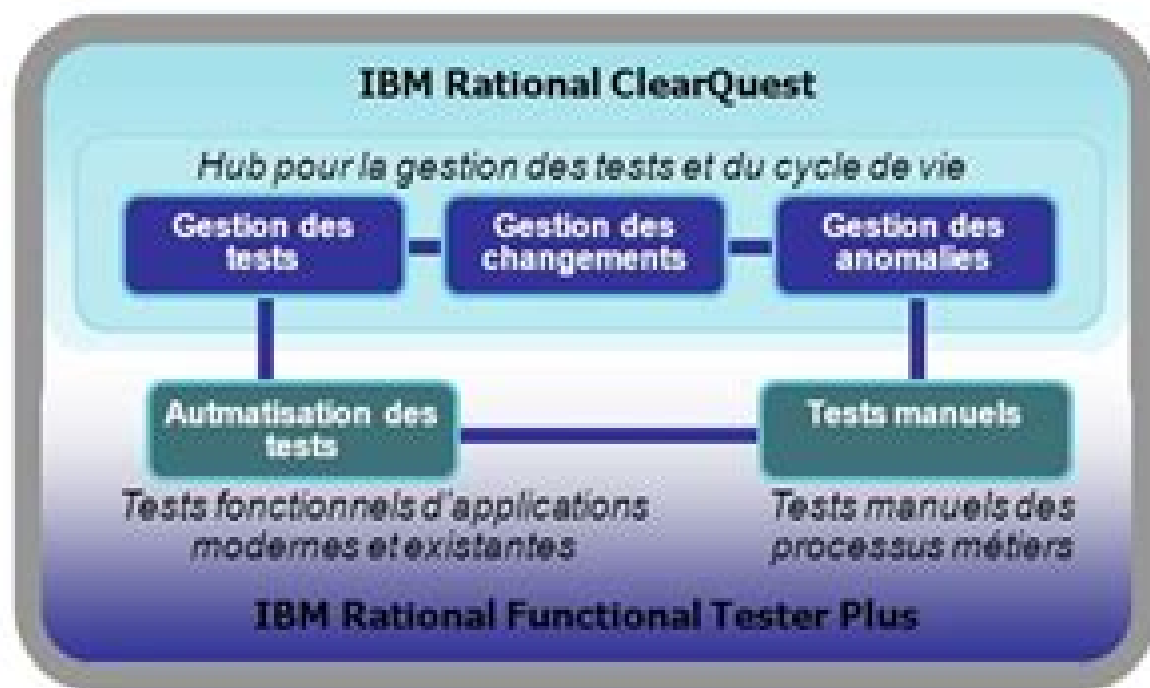 IBM Rational ClearQuest
Hub pour la gestion des tests et du cycle de vie
Gestion des
tests
Gestion des
changements
Gestion des
anomalies
Autmatisation des
tests
Tests manuels
Tests fonctionnels d'applications
modernes et existantes
Tests manuels des
processus métiers
IBM Rational Functional Tester Plus